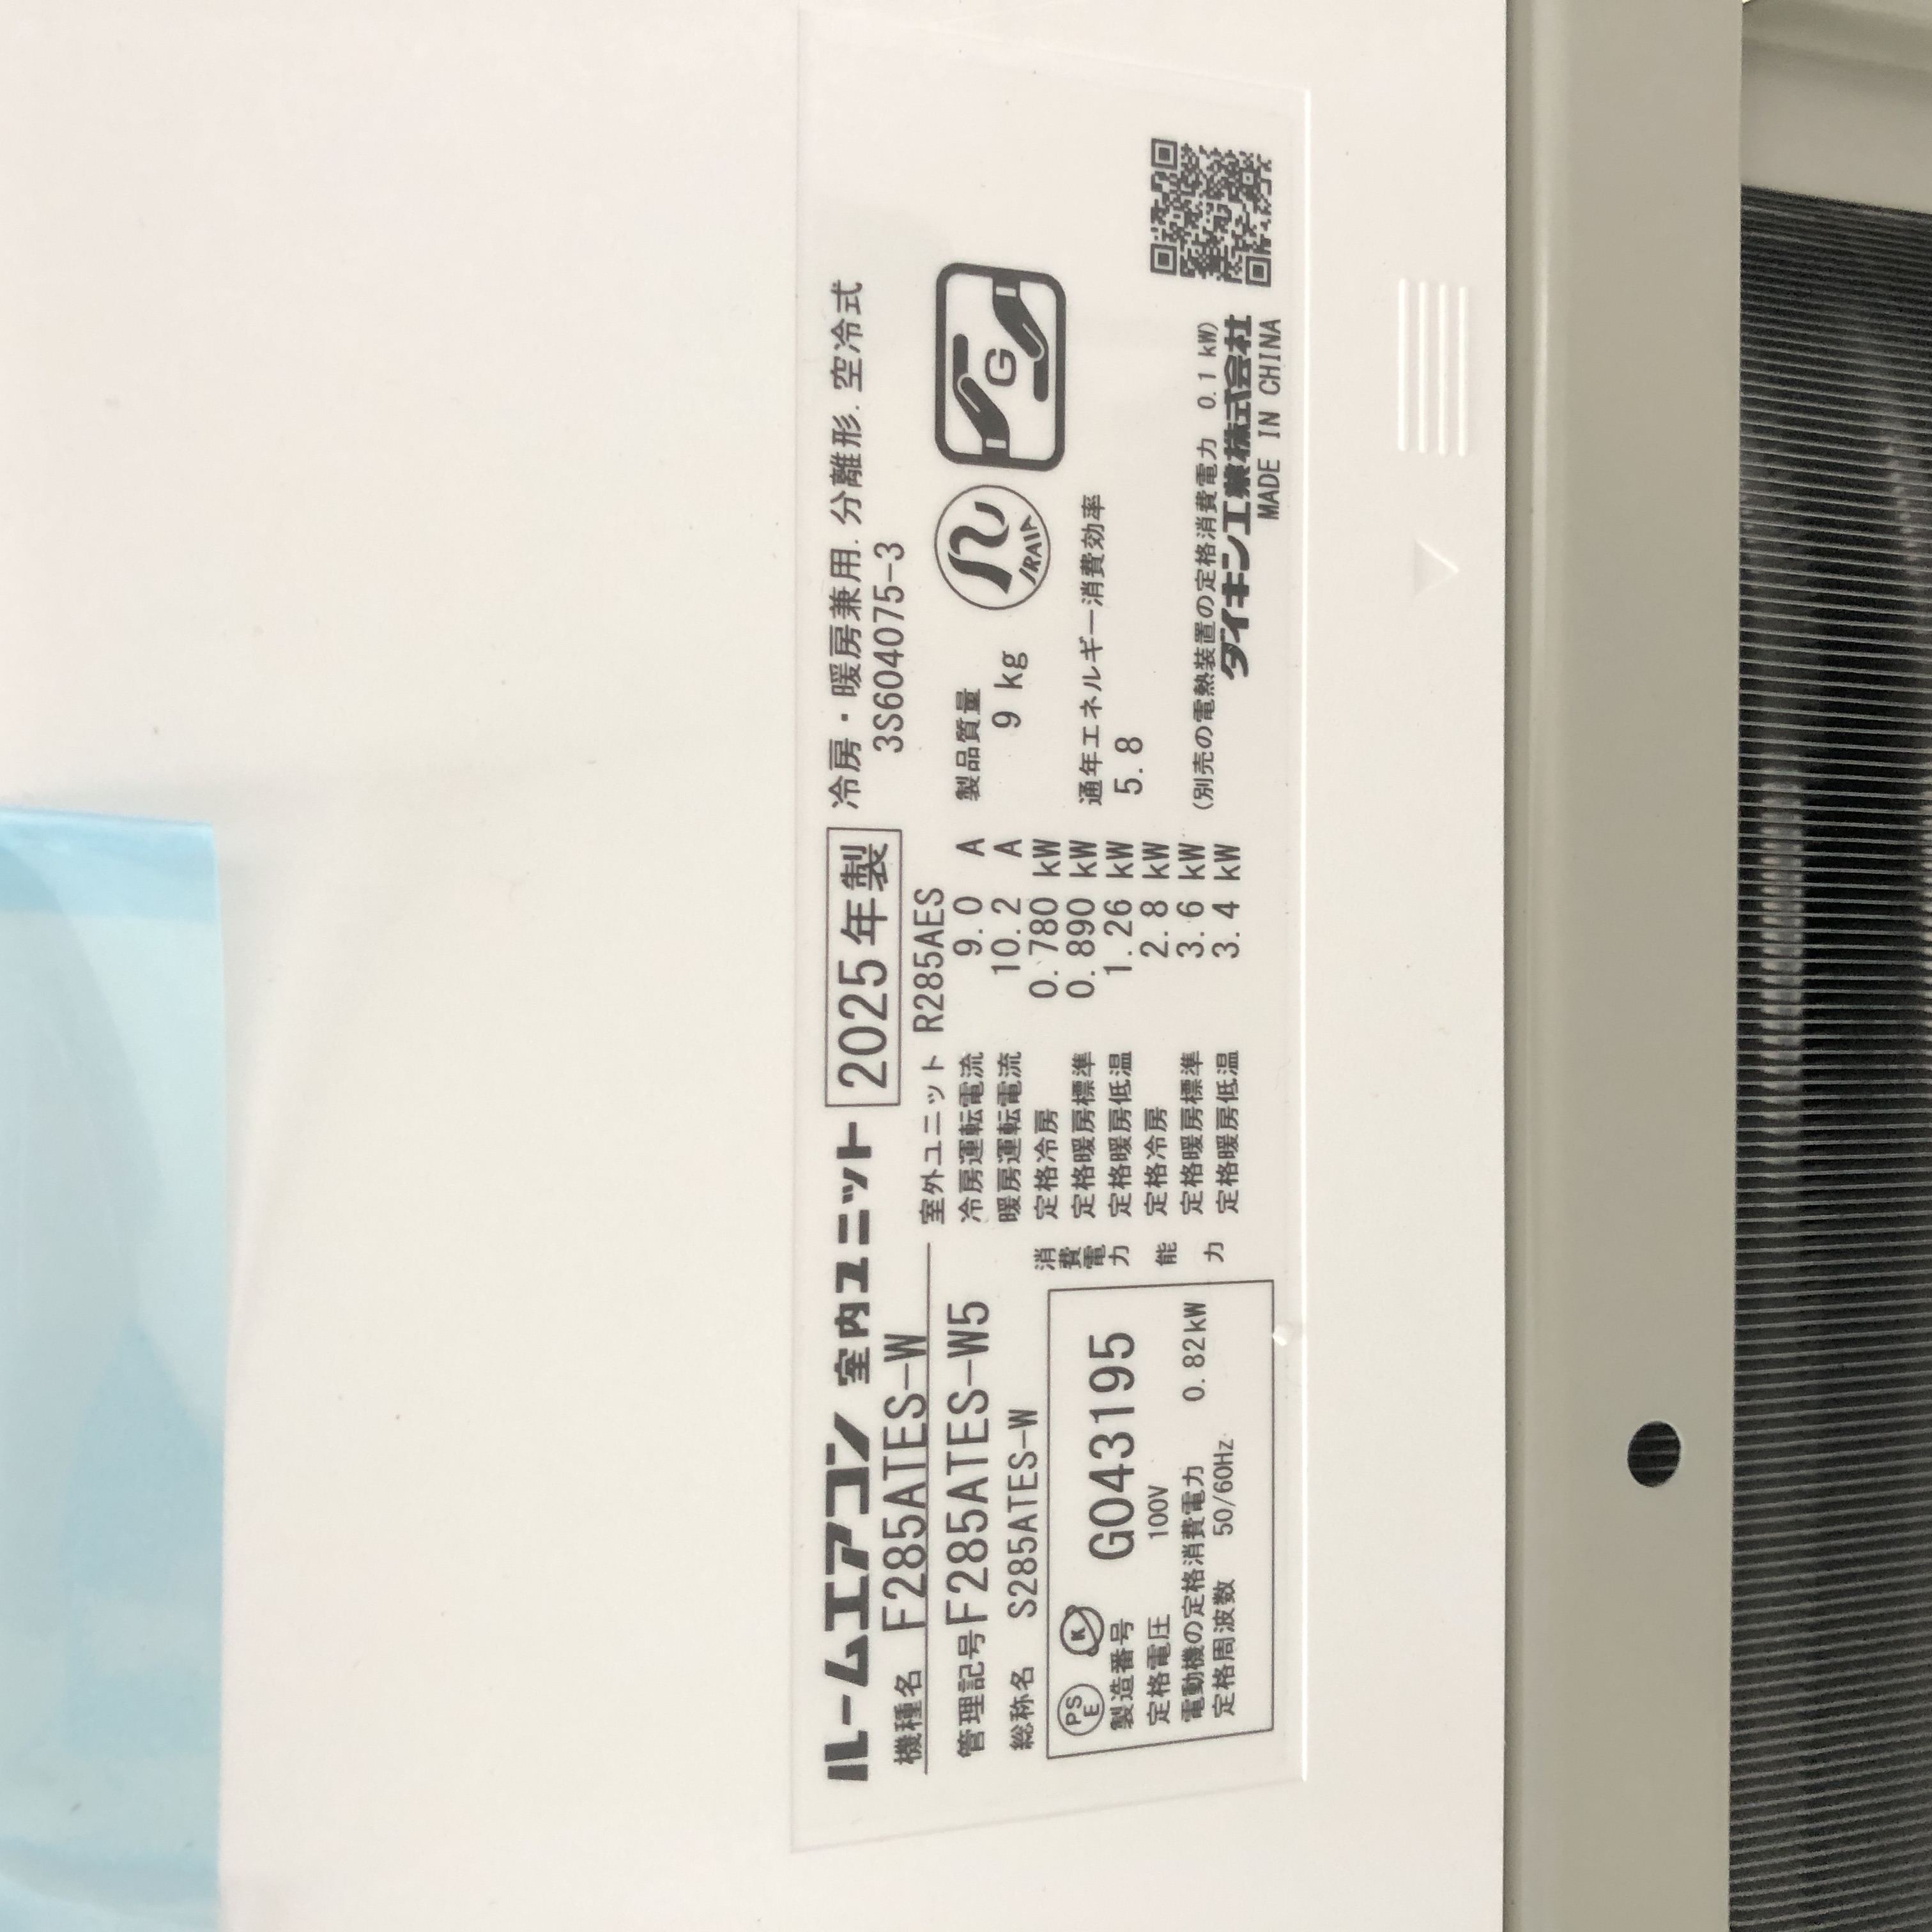 ルームエアコン 室内ユニット 2025年製
機種名 F285ATES-W
管理記号 F285ATES-W5
総称名 S285ATES-W
PS E K
製造番号 G043195
定格電圧 100V
電動機の定格消費電力 0.82kW
定格周波数 50/60Hz
室外ユニット R285AES
冷房運転電流 9.0 A
暖房運転電流 10.2 A
消費電力
定格冷房 0.780 kW
定格暖房標準 0.890 kW
定格暖房低温 1.26 kW
能力
定格冷房 2.8 kW
定格暖房標準 3.6 kW
定格暖房低温 3.4 kW
冷房・暖房兼用.分離形.空冷式
3S604075-3
製品質量
9 kg
JRAIA
G
通年エネルギー消費効率
5.8
(別売の電熱装置の定格消費電力 0.1 kW)
ダイキン工業株式会社
MADE IN CHINA